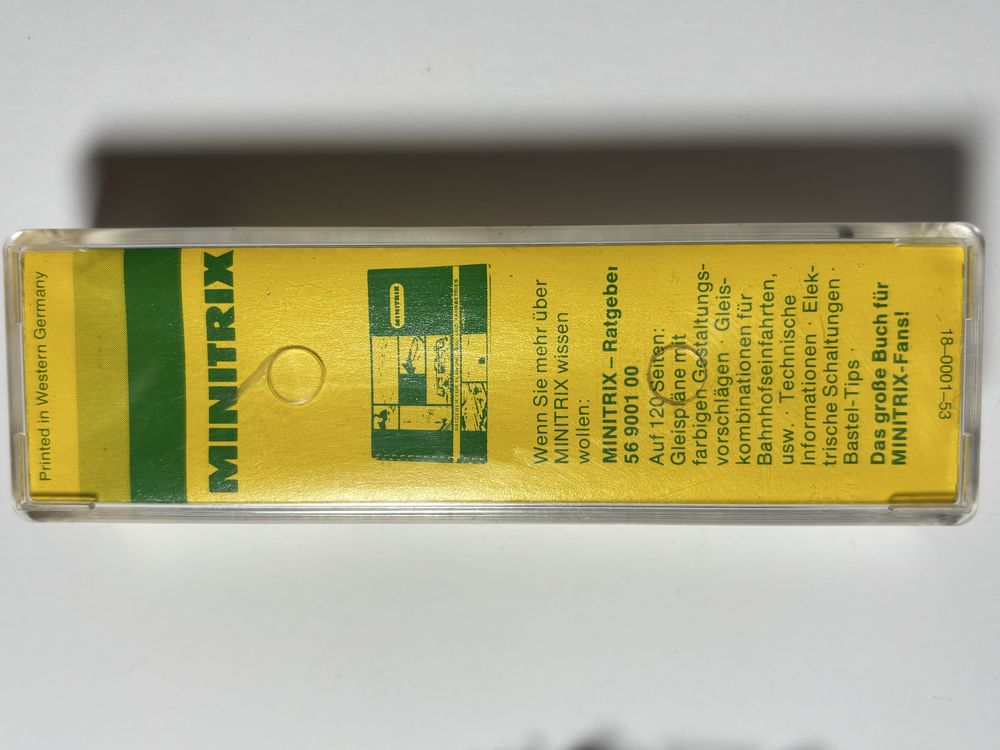 Printed in Western Germany
MINITRIX
MINITRIX
Wenn Sie mehr über
MINITRIX wissen
wollen:
MINITRIX – Ratgeber
56 9001 00
Auf 120 Seiten:
Gleispläne mit
farbigen Gestaltungs-
vorschlägen · Gleis-
kombinationen für
Bahnhofseinfahrten,
usw. · Technische
Informationen · Elek-
trische Schaltungen ·
Bastel-Tips ·
Das große Buch für
MINITRIX-Fans!
18-0001-53